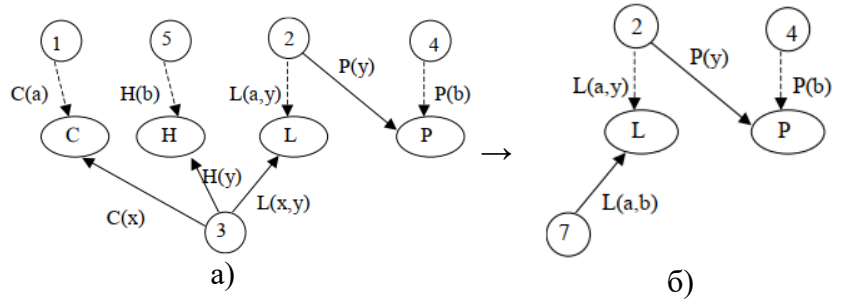 1 5 2 4
P(y)
C(a) H(b) L(a,y) P(b)
C H L P
H(y)
C(x) L(x,y)
3
а)
→
2 4
P(y)
L(a,y) P(b)
L P
L(a,b)
7
б)